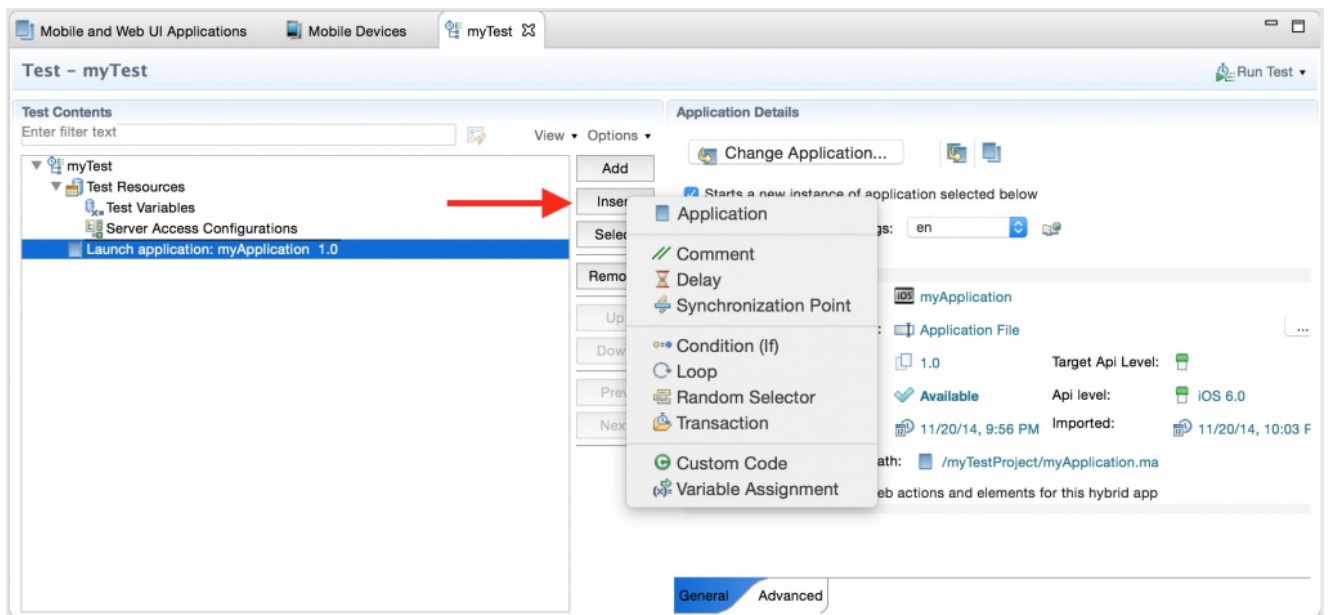 Mobile and Web UI Applications Mobile Devices myTest
Test - myTest Run Test
Test Contents
Enter filter text
View Options
myTest
Test Resources
Test Variables
Server Access Configurations
Launch application: myApplication 1.0
Add
Inser
Selec
Remo
Up
Dow
Prev
Nex
Application
Comment
Delay
Synchronization Point
Condition (If)
Loop
Random Selector
Transaction
Custom Code
Variable Assignment
Application Details
Change Application...
Starts a new instance of application selected below
gs: en
iOS myApplication
: Application File ...
1.0 Target Api Level:
Available Api level: iOS 6.0
11/20/14, 9:56 PM Imported: 11/20/14, 10:03 P
ath: /myTestProject/myApplication.ma
eb actions and elements for this hybrid app
General Advanced